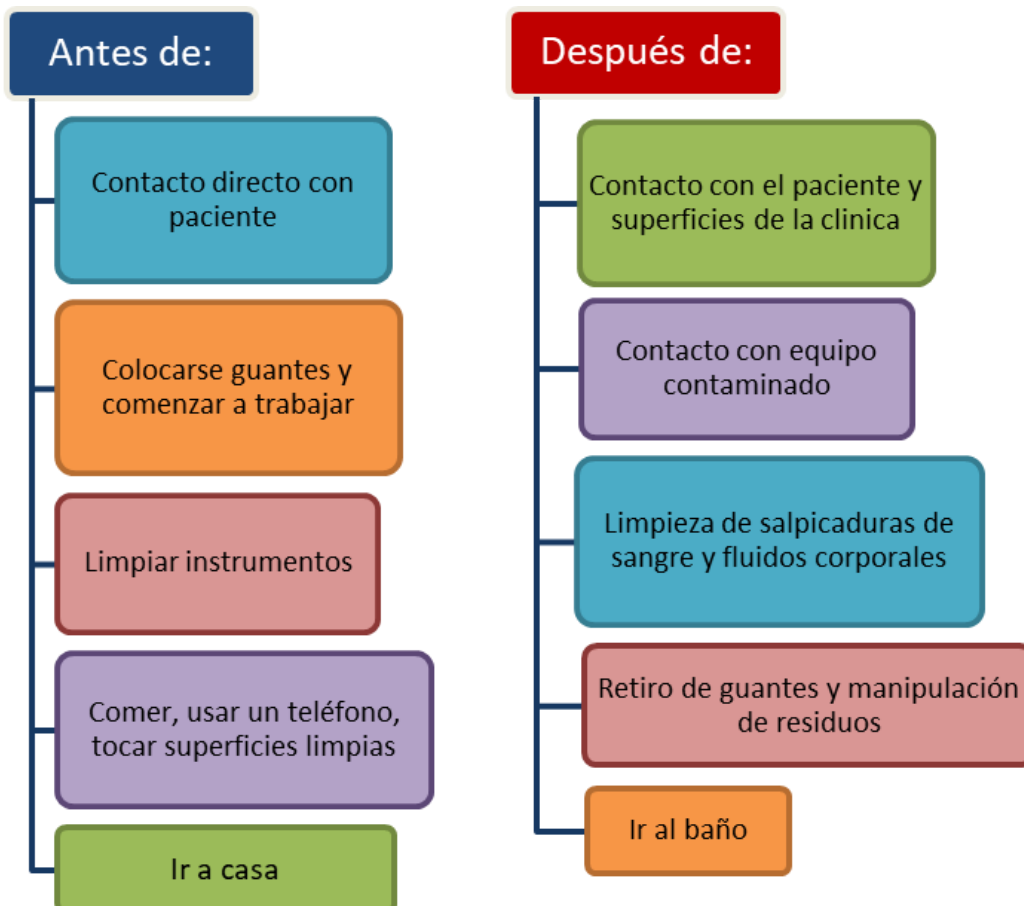 Antes de:
Contacto directo con
paciente
Colocarse guantes y
comenzar a trabajar
Limpiar instrumentos
Comer, usar un teléfono,
tocar superficies limpias
Ir a casa
Después de:
Contacto con el paciente y
superficies de la clinica
Contacto con equipo
contaminado
Limpieza de salpicaduras de
sangre y fluidos corporales
Retiro de guantes y manipulación
de residuos
Ir al baño